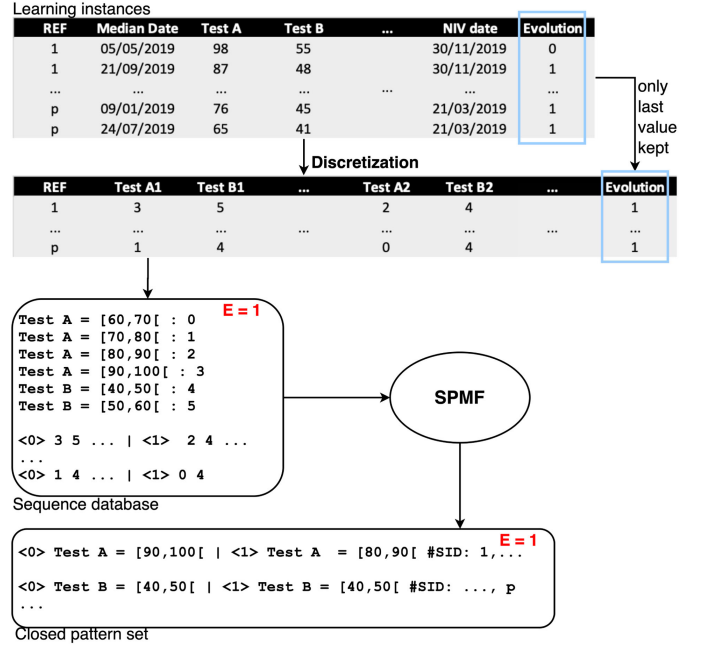 Learning instances
REF Median Date Test A Test B ... NIV date Evolution
1 05/05/2019 98 55 30/11/2019 0
1 21/09/2019 87 48 30/11/2019 1
... ... ... ... ... ... ...
p 09/01/2019 76 45 21/03/2019 1
p 24/07/2019 65 41 21/03/2019 1
only
last
value
kept
Discretization
REF Test A1 Test B1 ... Test A2 Test B2 ... Evolution
1 3 5 2 4 1
... ... ... ... ... ... ... ...
p 1 4 0 4 1
E = 1
Test A = [60,70[ : 0
Test A = [70,80[ : 1
Test A = [80,90[ : 2
Test A = [90,100[ : 3
Test B = [40,50[ : 4
Test B = [50,60[ : 5
<0> 3 5 ... | <1> 2 4 ...
...
<0> 1 4 ... | <1> 0 4
Sequence database
SPMF
E = 1
<0> Test A = [90,100[ | <1> Test A = [80,90[ #SID: 1,...
<0> Test B = [40,50[ | <1> Test B = [40,50[ #SID: ..., p
...
Closed pattern set